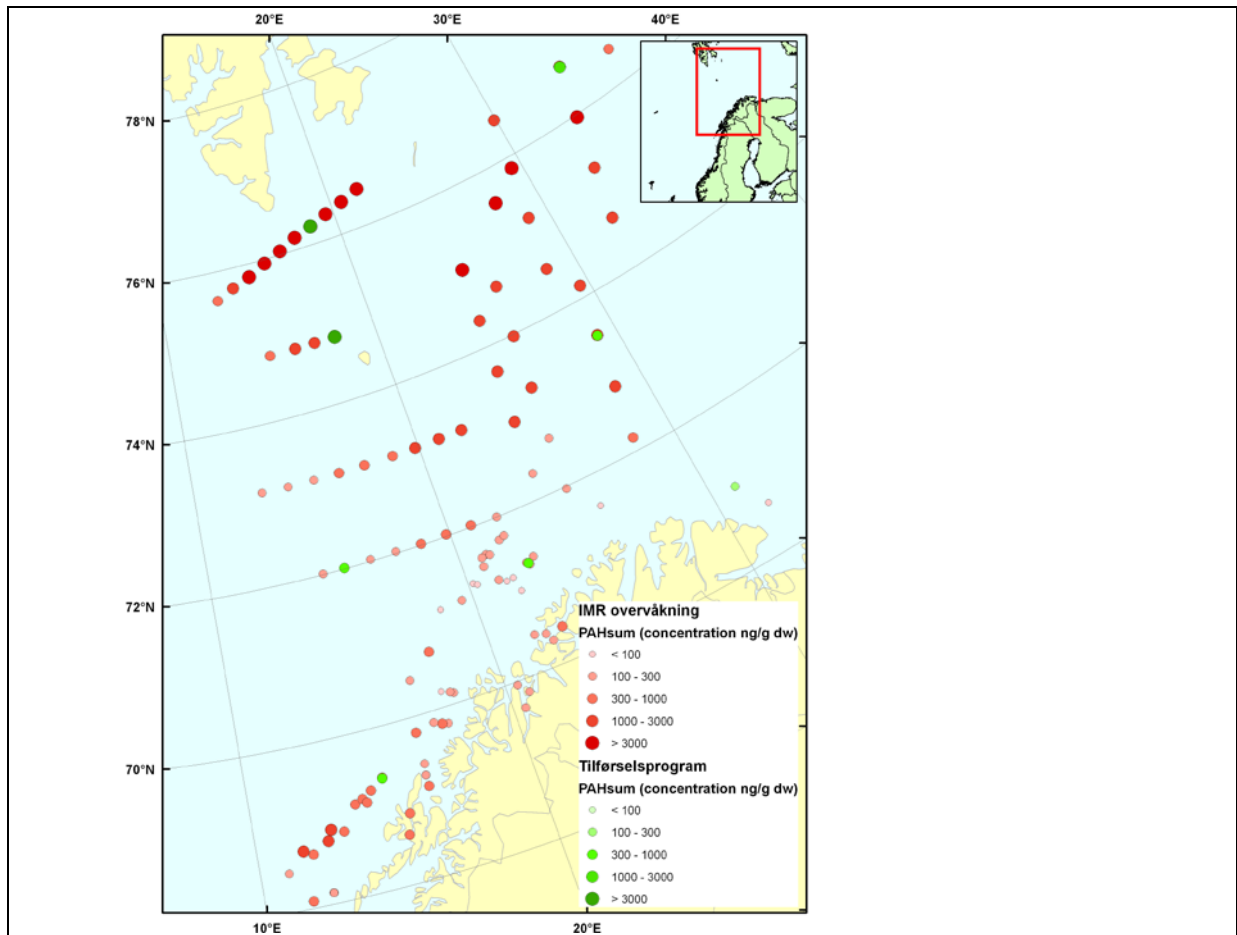 20°E 30°E 40°E
78°N
76°N
74°N
72°N
70°N
IMR overvåkning
PAHsum (concentration ng/g dw)
< 100
100 - 300
300 - 1000
1000 - 3000
> 3000
Tilførselsprogram
PAHsum (concentration ng/g dw)
< 100
100 - 300
300 - 1000
1000 - 3000
> 3000
10°E 20°E